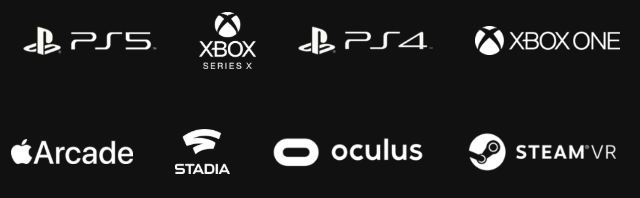 PS5
XBOX
SERIES X
PS4
XBOX ONE
Arcade
STADIA
oculus
STEAM®VR